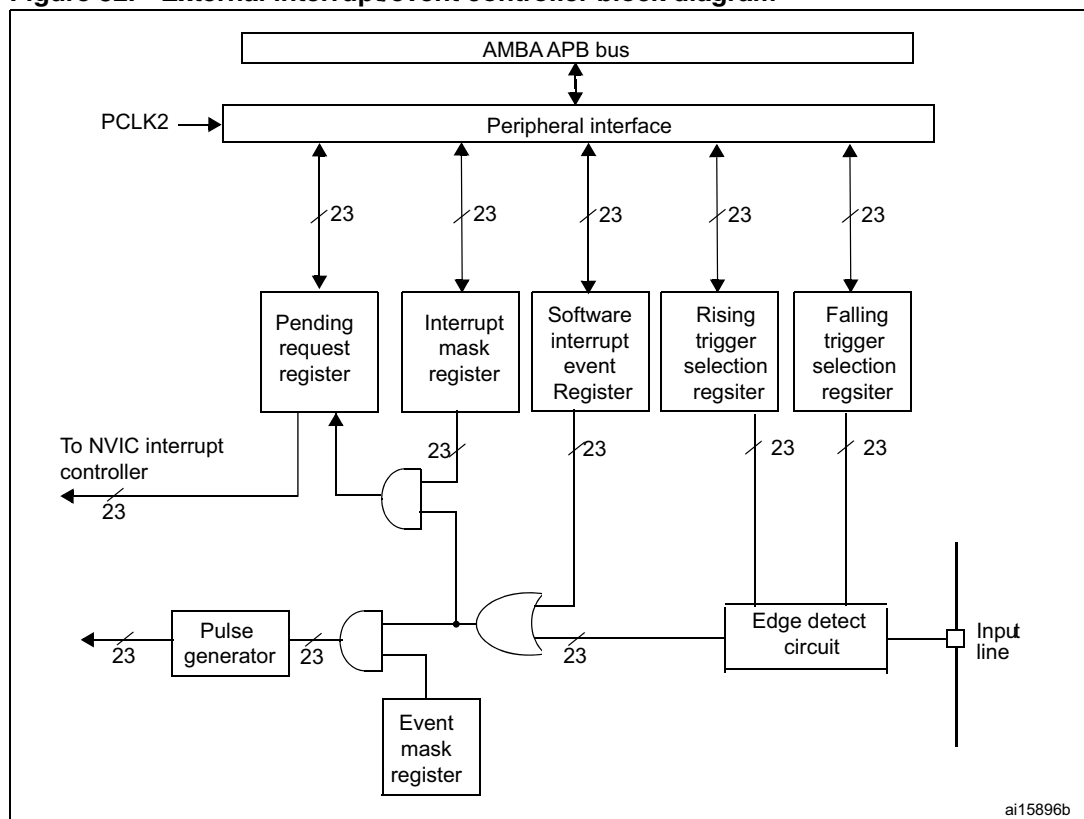 AMBA APB bus
PCLK2
Peripheral interface
23
23
23
23
23
Pending
request
register
Interrupt
mask
register
Software
interrupt
event
Register
Rising
trigger
selection
regsiter
Falling
trigger
selection
regsiter
To NVIC interrupt
controller
23
23
23
23
23
Pulse
generator
23
23
23
Edge detect
circuit
Input
line
Event
mask
register
ai15896b